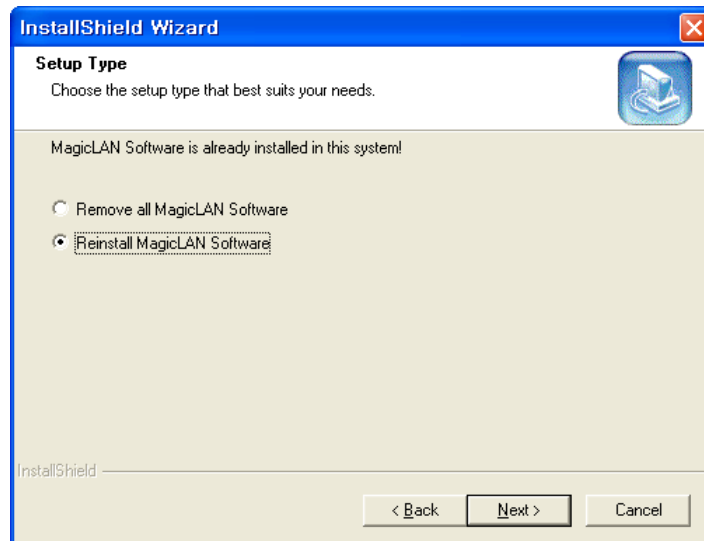 InstallShield Wizard
Setup Type
Choose the setup type that best suits your needs.
MagicLAN Software is already installed in this system!
Remove all MagicLAN Software
Reinstall MagicLAN Software
InstallShield
< Back
Next >
Cancel